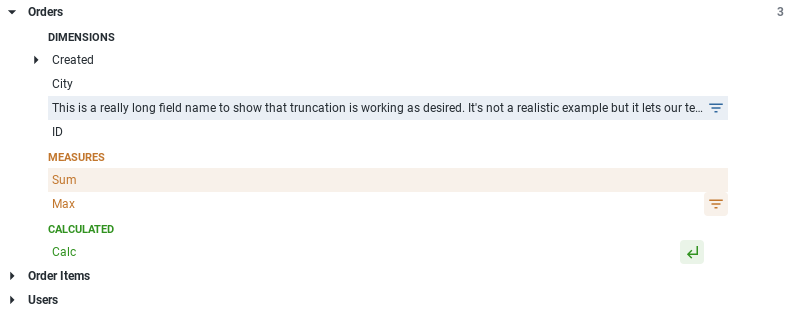 Orders 3
DIMENSIONS
Created
City
This is a really long field name to show that truncation is working as desired. It's not a realistic example but it lets our te...
ID
MEASURES
Sum
Max
CALCULATED
Calc
Order Items
Users